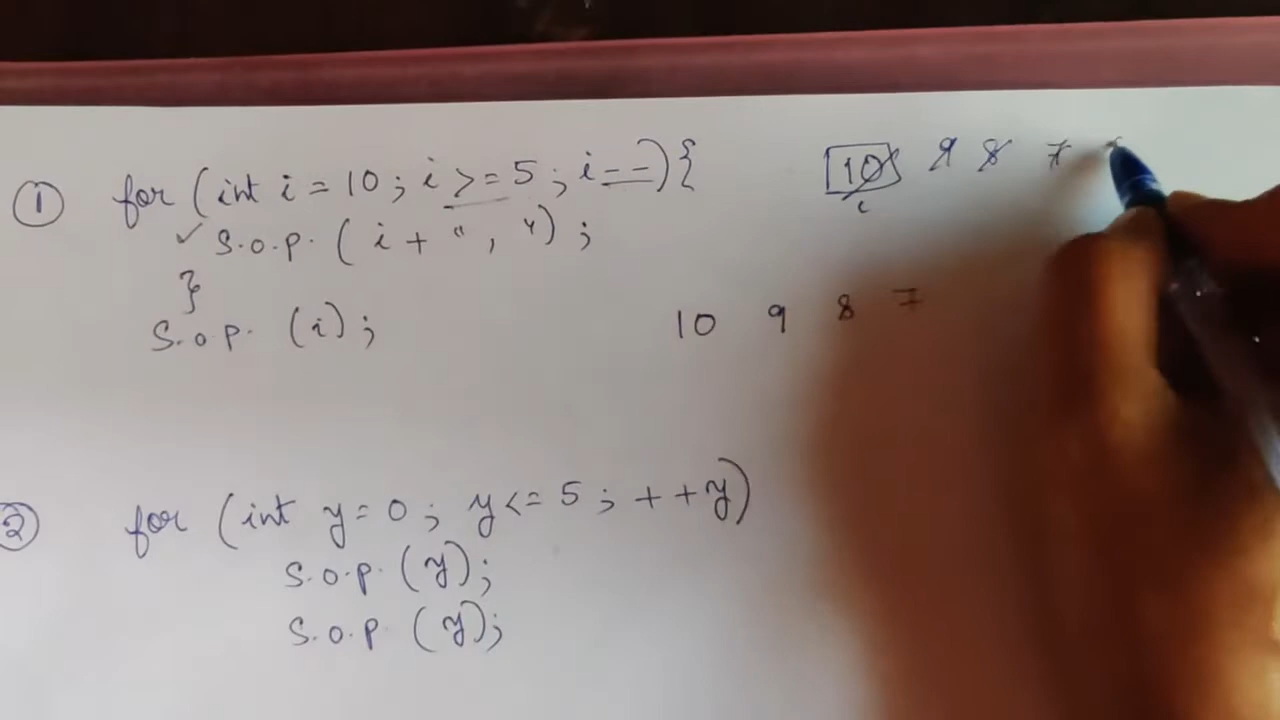 ① for (int i = 10; i >= 5; i--) {
10 9 8 7
i
✓ S.o.p. (i + ", ");
}
S.o.p. (i);
10 9 8 7
② for (int y = 0; y <= 5; ++y)
S.o.p. (y);
S.o.p. (y);